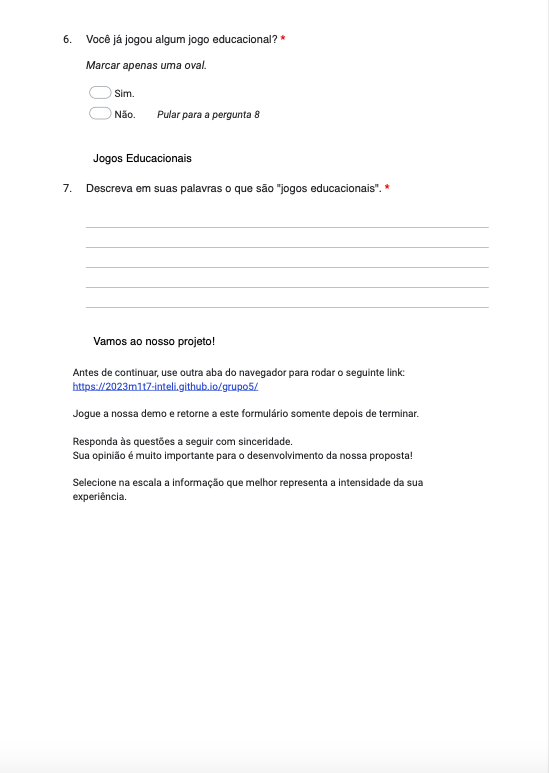 6. Você já jogou algum jogo educacional? *
Marcar apenas uma oval.
Sim.
Não. Pular para a pergunta 8
Jogos Educacionais
7. Descreva em suas palavras o que são "jogos educacionais". *
Vamos ao nosso projeto!
Antes de continuar, use outra aba do navegador para rodar o seguinte link:
https://2023m1t7-inteli.github.io/grupo5/
Jogue a nossa demo e retorne a este formulário somente depois de terminar.
Responda às questões a seguir com sinceridade.
Sua opinião é muito importante para o desenvolvimento da nossa proposta!
Selecione na escala a informação que melhor representa a intensidade da sua
experiência.